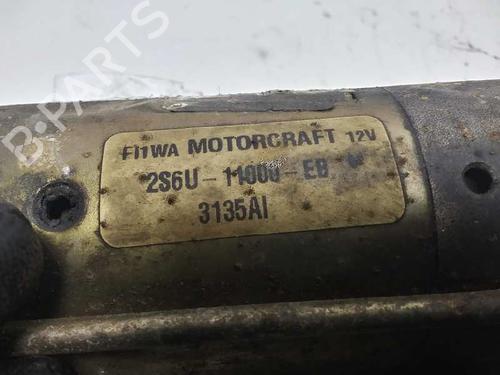 FI1WA MOTORCRAFT 12V
2S6U-11000-EB
3135AI
B-PARTS